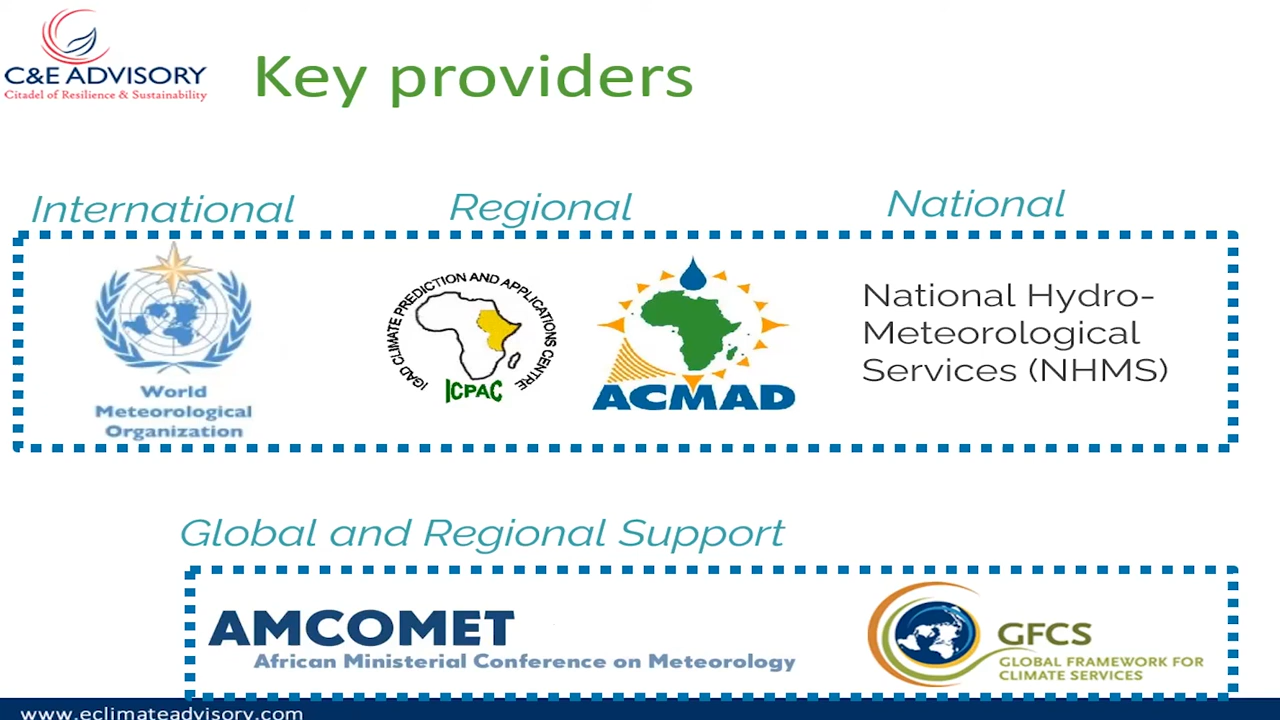 C&E ADVISORY
Citadel of Resilience & Sustainability
Key providers
International
Regional
National
World
Meteorological
Organization
IGAD CLIMATE PREDICTION AND APPLICATIONS CENTRE
ICPAC
ACMAD
National Hydro-
Meteorological
Services (NHMS)
Global and Regional Support
AMCOMET
African Ministerial Conference on Meteorology
GFCS
GLOBAL FRAMEWORK FOR
CLIMATE SERVICES
www.eclimateadvisory.com